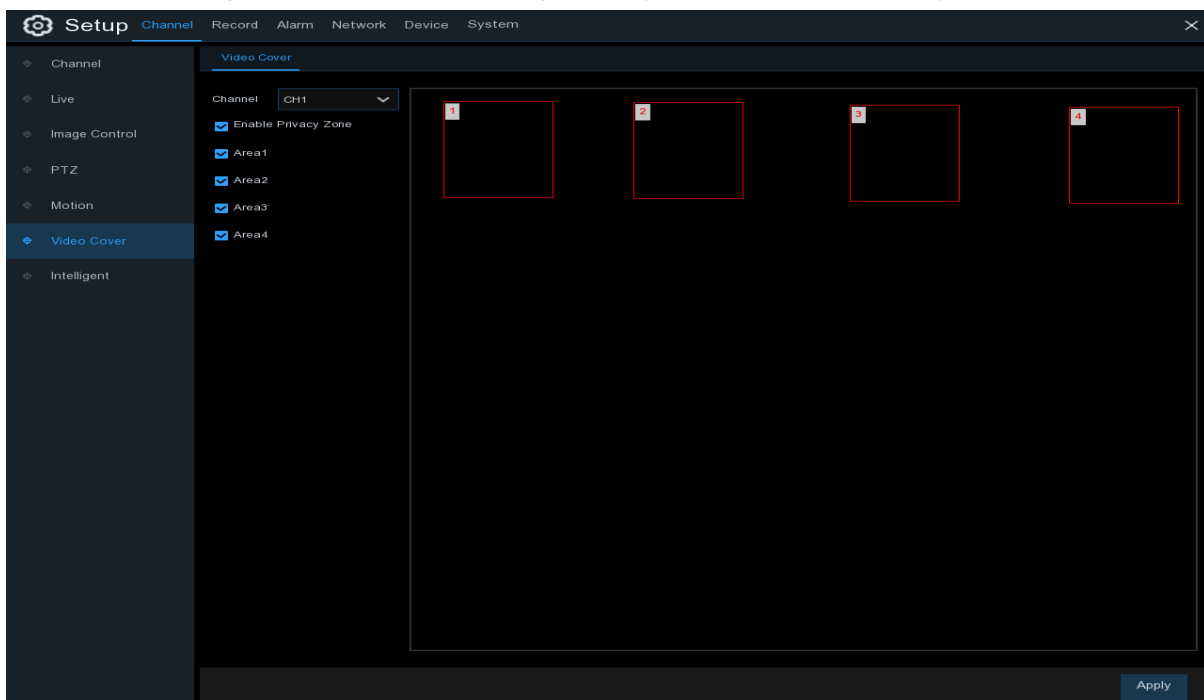 Setup Channel Record Alarm Network Device System
Channel
Live
Image Control
PTZ
Motion
Video Cover
Intelligent
Video Cover
Channel CH1
Enable Privacy Zone
Area1
Area2
Area3
Area4
1 2 3 4
Apply